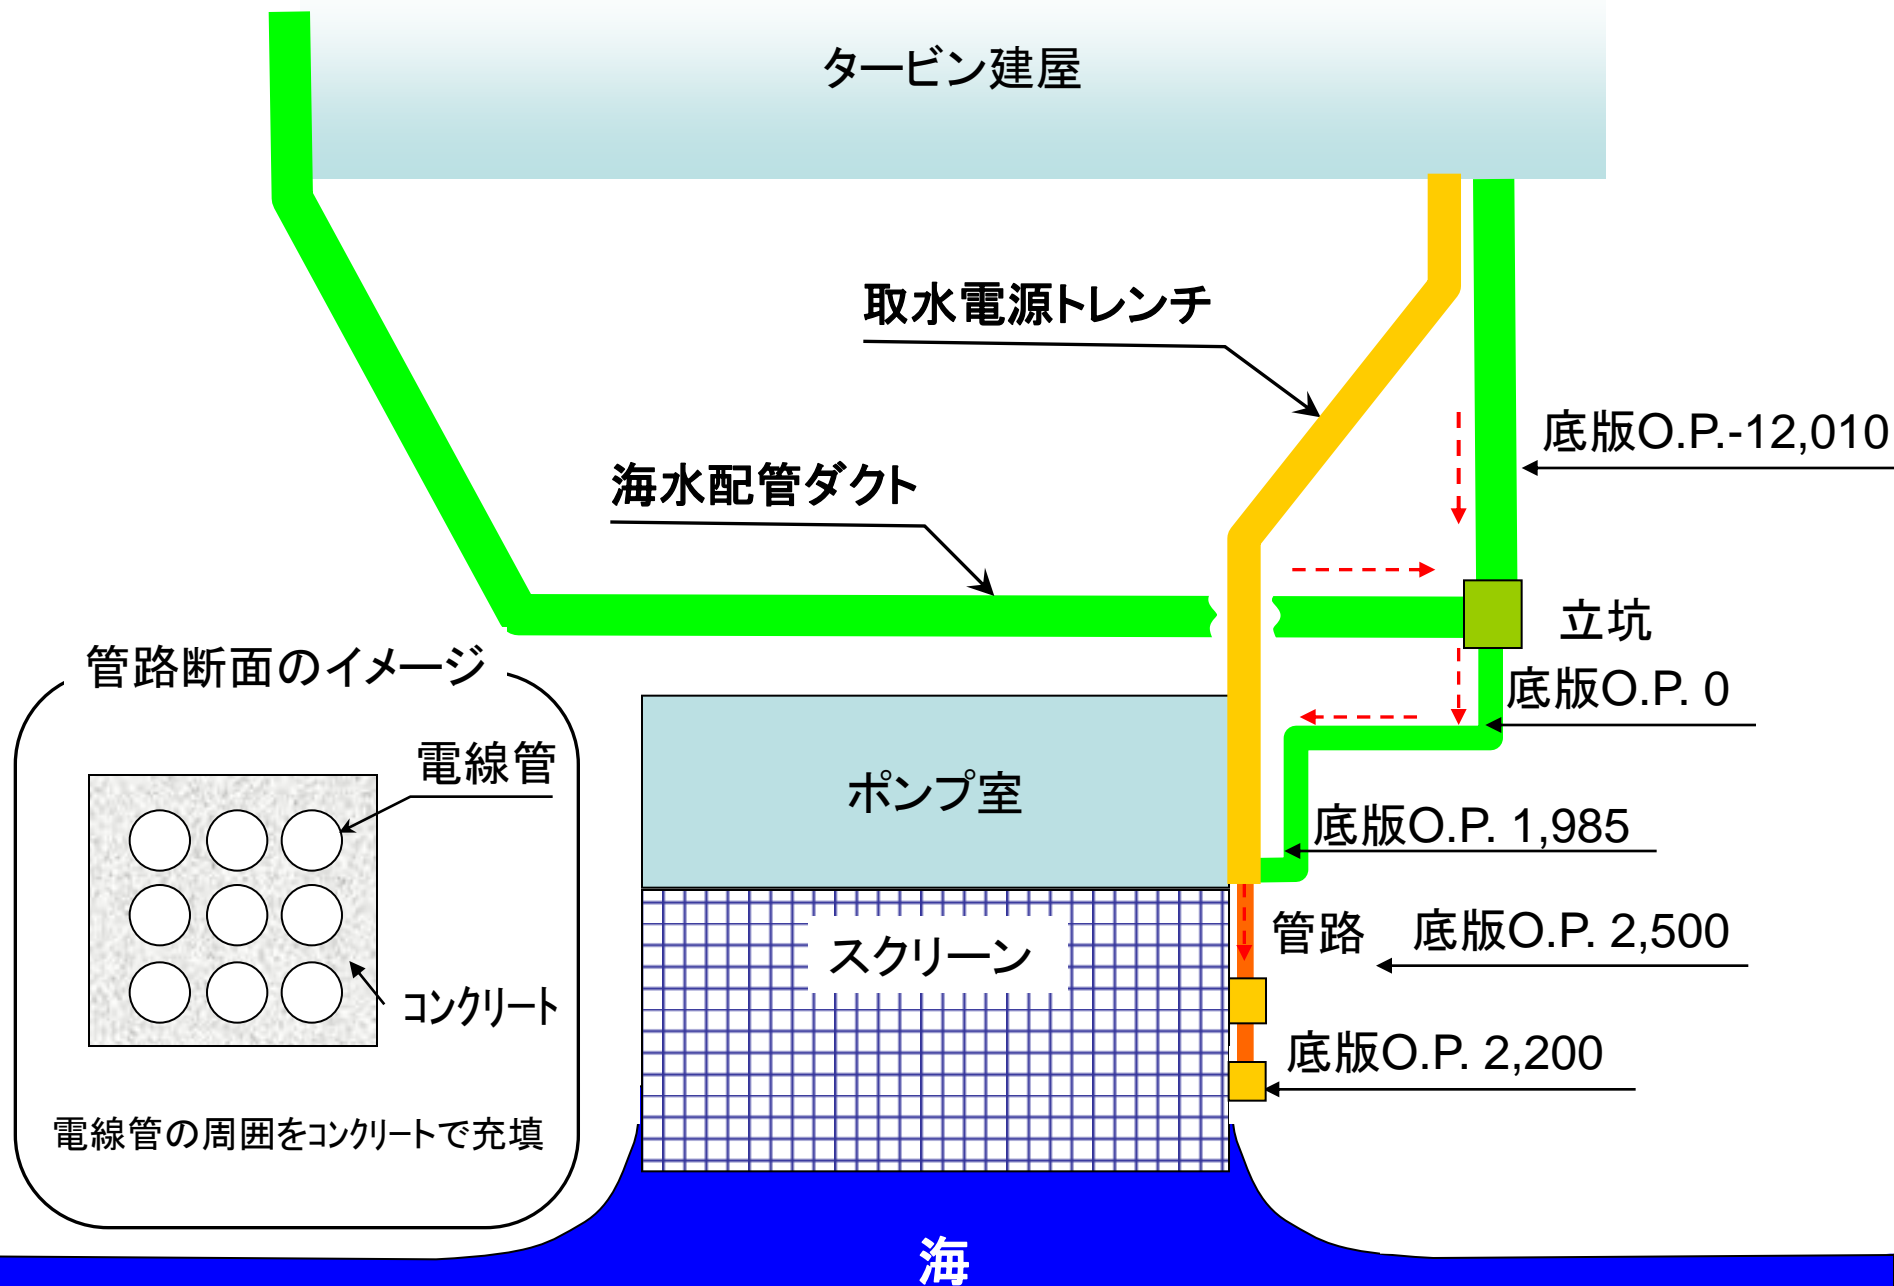 タービン建屋
取水電源トレンチ
底版O.P.-12,010
海水配管ダクト
立坑
管路断面のイメージ
底版O.P. 0
電線管
ポンプ室
底版O.P. 1,985
スクリーン
管路
底版O.P. 2,500
コンクリート
底版O.P. 2,200
電線管の周囲をコンクリートで充填
海